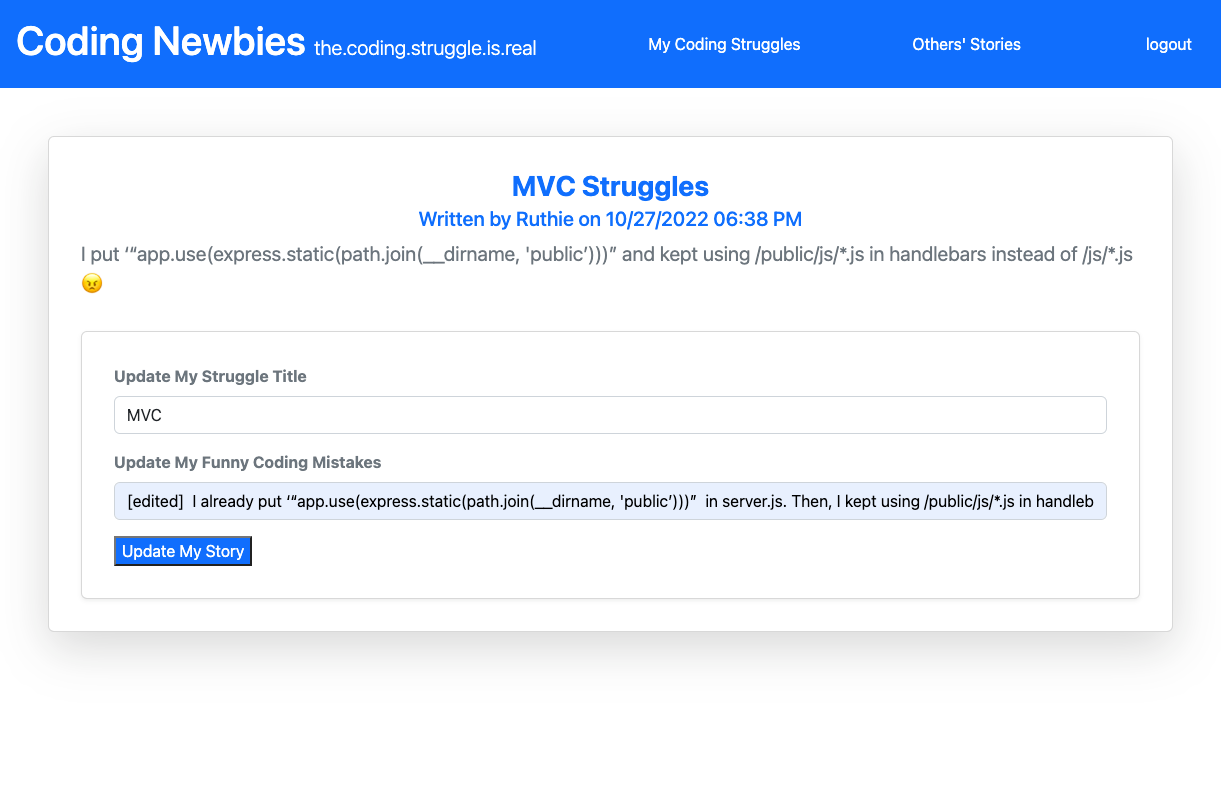 Coding Newbies the.coding.struggle.is.real My Coding Struggles Others' Stories logout
MVC Struggles
Written by Ruthie on 10/27/2022 06:38 PM
I put ‘“app.use(express.static(path.join(__dirname, 'public’)))” and kept using /public/js/*.js in handlebars instead of /js/*.js
😠
Update My Struggle Title
MVC
Update My Funny Coding Mistakes
[edited]  I already put ‘“app.use(express.static(path.join(__dirname, 'public’)))”  in server.js. Then, I kept using /public/js/*.js in handleb
Update My Story